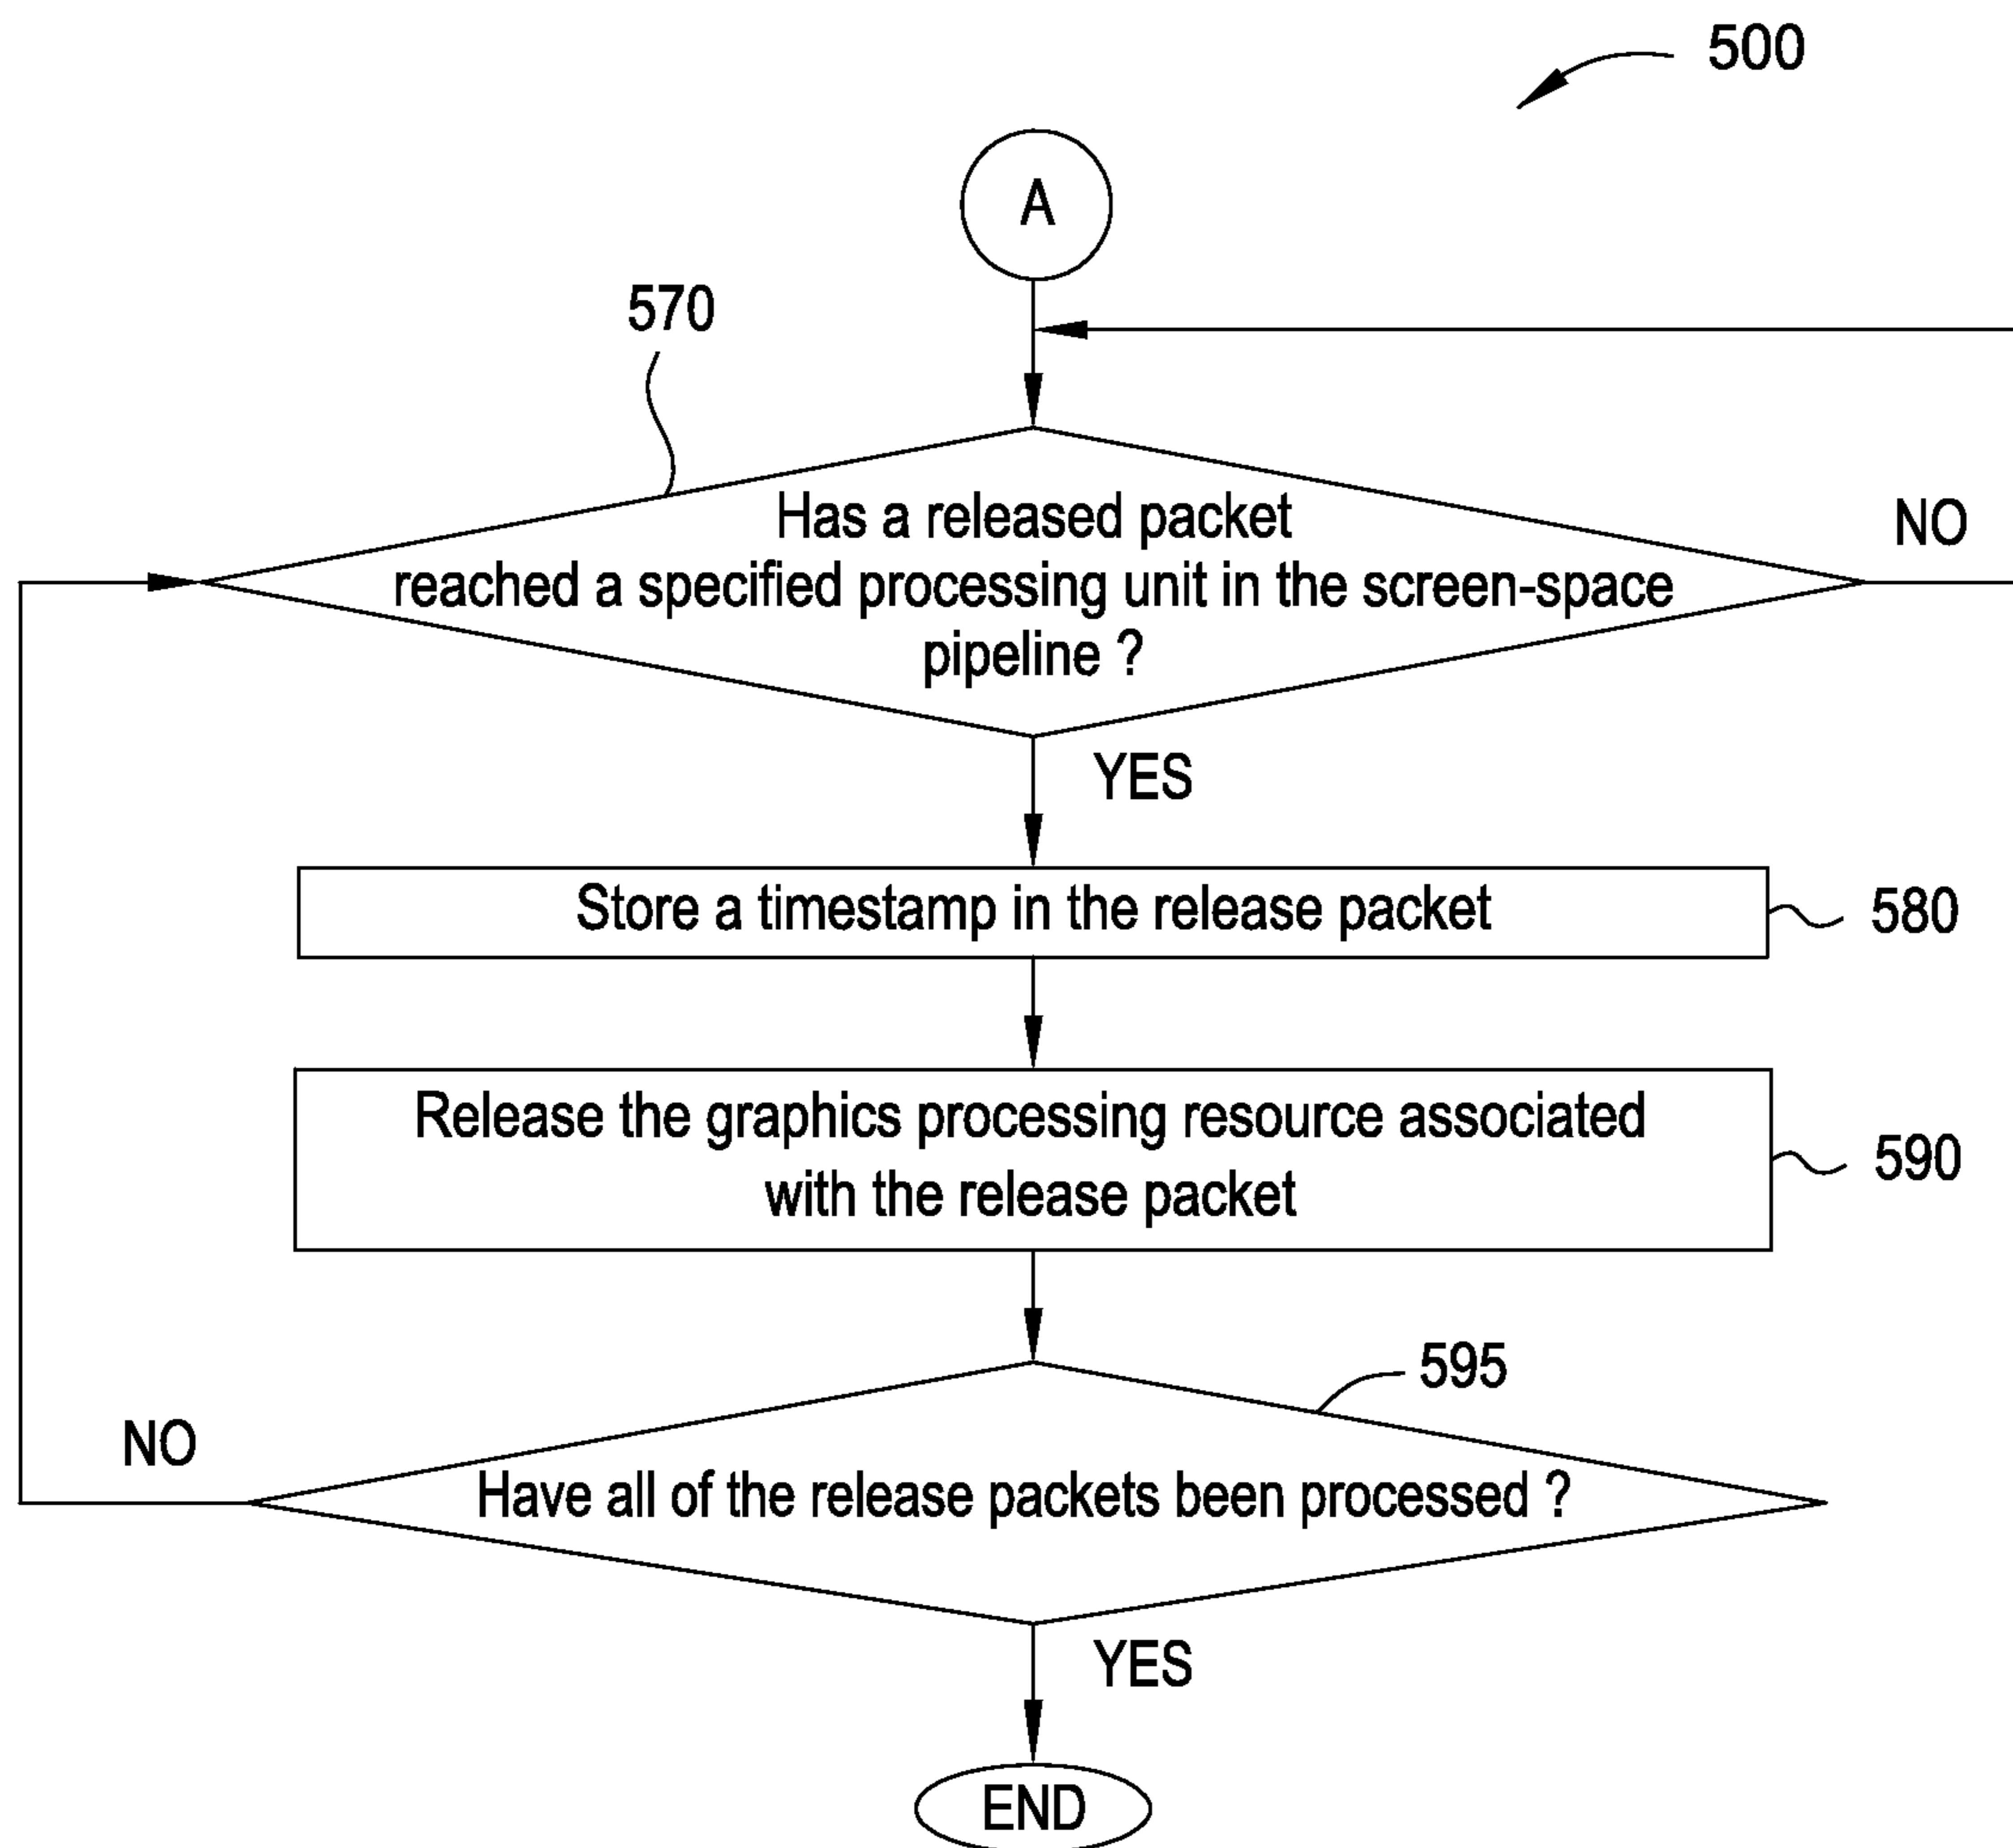 500
A
570
Has a released packet
reached a specified processing unit in the screen-space
pipeline ?
NO
YES
Store a timestamp in the release packet
580
Release the graphics processing resource associated
with the release packet
590
595
NO
Have all of the release packets been processed ?
YES
END